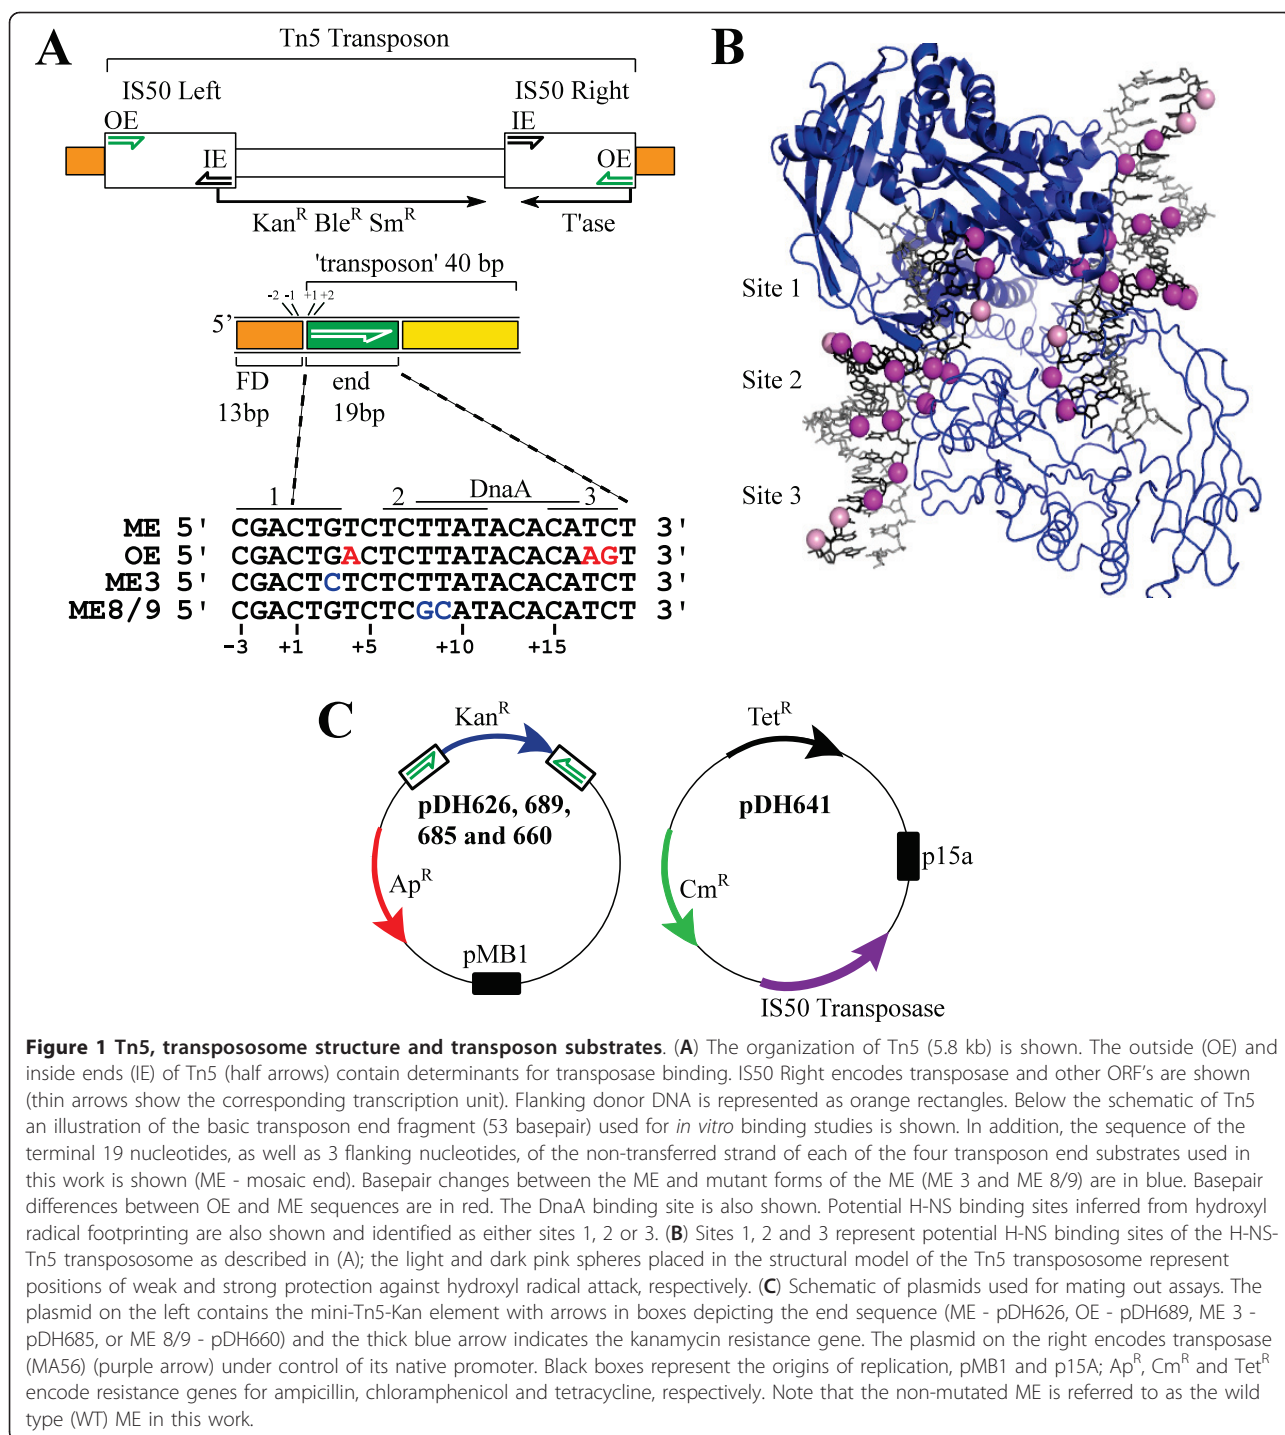 A
Tn5 Transposon
IS50 Left
IS50 Right
OE
IE
IE
OE
Kan^R Ble^R Sm^R
T'ase
'transposon' 40 bp
-2 -1 +1 +2
5’
FD
end
13bp
19bp
1 2 DnaA 3
ME 5' CGACTGTCTCTTATACACATCT 3'
OE 5' CGACTGACTCTTATACACAAGT 3'
ME3 5' CGACTCTCTCTTATACACATCT 3'
ME8/9 5' CGACTGTCTCGCATACACATCT 3'
-3 +1 +5 +10 +15
B
Site 1
Site 2
Site 3
C
Kan^R
pDH626, 689,
685 and 660
Ap^R
pMB1
Tet^R
pDH641
p15a
Cm^R
IS50 Transposase
Figure 1 Tn5, transpososome structure and transposon substrates. (A) The organization of Tn5 (5.8 kb) is shown. The outside (OE) and
inside ends (IE) of Tn5 (half arrows) contain determinants for transposase binding. IS50 Right encodes transposase and other ORF's are shown
(thin arrows show the corresponding transcription unit). Flanking donor DNA is represented as orange rectangles. Below the schematic of Tn5
an illustration of the basic transposon end fragment (53 basepair) used for in vitro binding studies is shown. In addition, the sequence of the
terminal 19 nucleotides, as well as 3 flanking nucleotides, of the non-transferred strand of each of the four transposon end substrates used in
this work is shown (ME - mosaic end). Basepair changes between the ME and mutant forms of the ME (ME 3 and ME 8/9) are in blue. Basepair
differences between OE and ME sequences are in red. The DnaA binding site is also shown. Potential H-NS binding sites inferred from hydroxyl
radical footprinting are also shown and identified as either sites 1, 2 or 3. (B) Sites 1, 2 and 3 represent potential H-NS binding sites of the H-NS-
Tn5 transpososome as described in (A); the light and dark pink spheres placed in the structural model of the Tn5 transpososome represent
positions of weak and strong protection against hydroxyl radical attack, respectively. (C) Schematic of plasmids used for mating out assays. The
plasmid on the left contains the mini-Tn5-Kan element with arrows in boxes depicting the end sequence (ME - pDH626, OE - pDH689, ME 3 -
pDH685, or ME 8/9 - pDH660) and the thick blue arrow indicates the kanamycin resistance gene. The plasmid on the right encodes transposase
(MA56) (purple arrow) under control of its native promoter. Black boxes represent the origins of replication, pMB1 and p15A; Ap^R, Cm^R and Tet^R
encode resistance genes for ampicillin, chloramphenicol and tetracycline, respectively. Note that the non-mutated ME is referred to as the wild
type (WT) ME in this work.